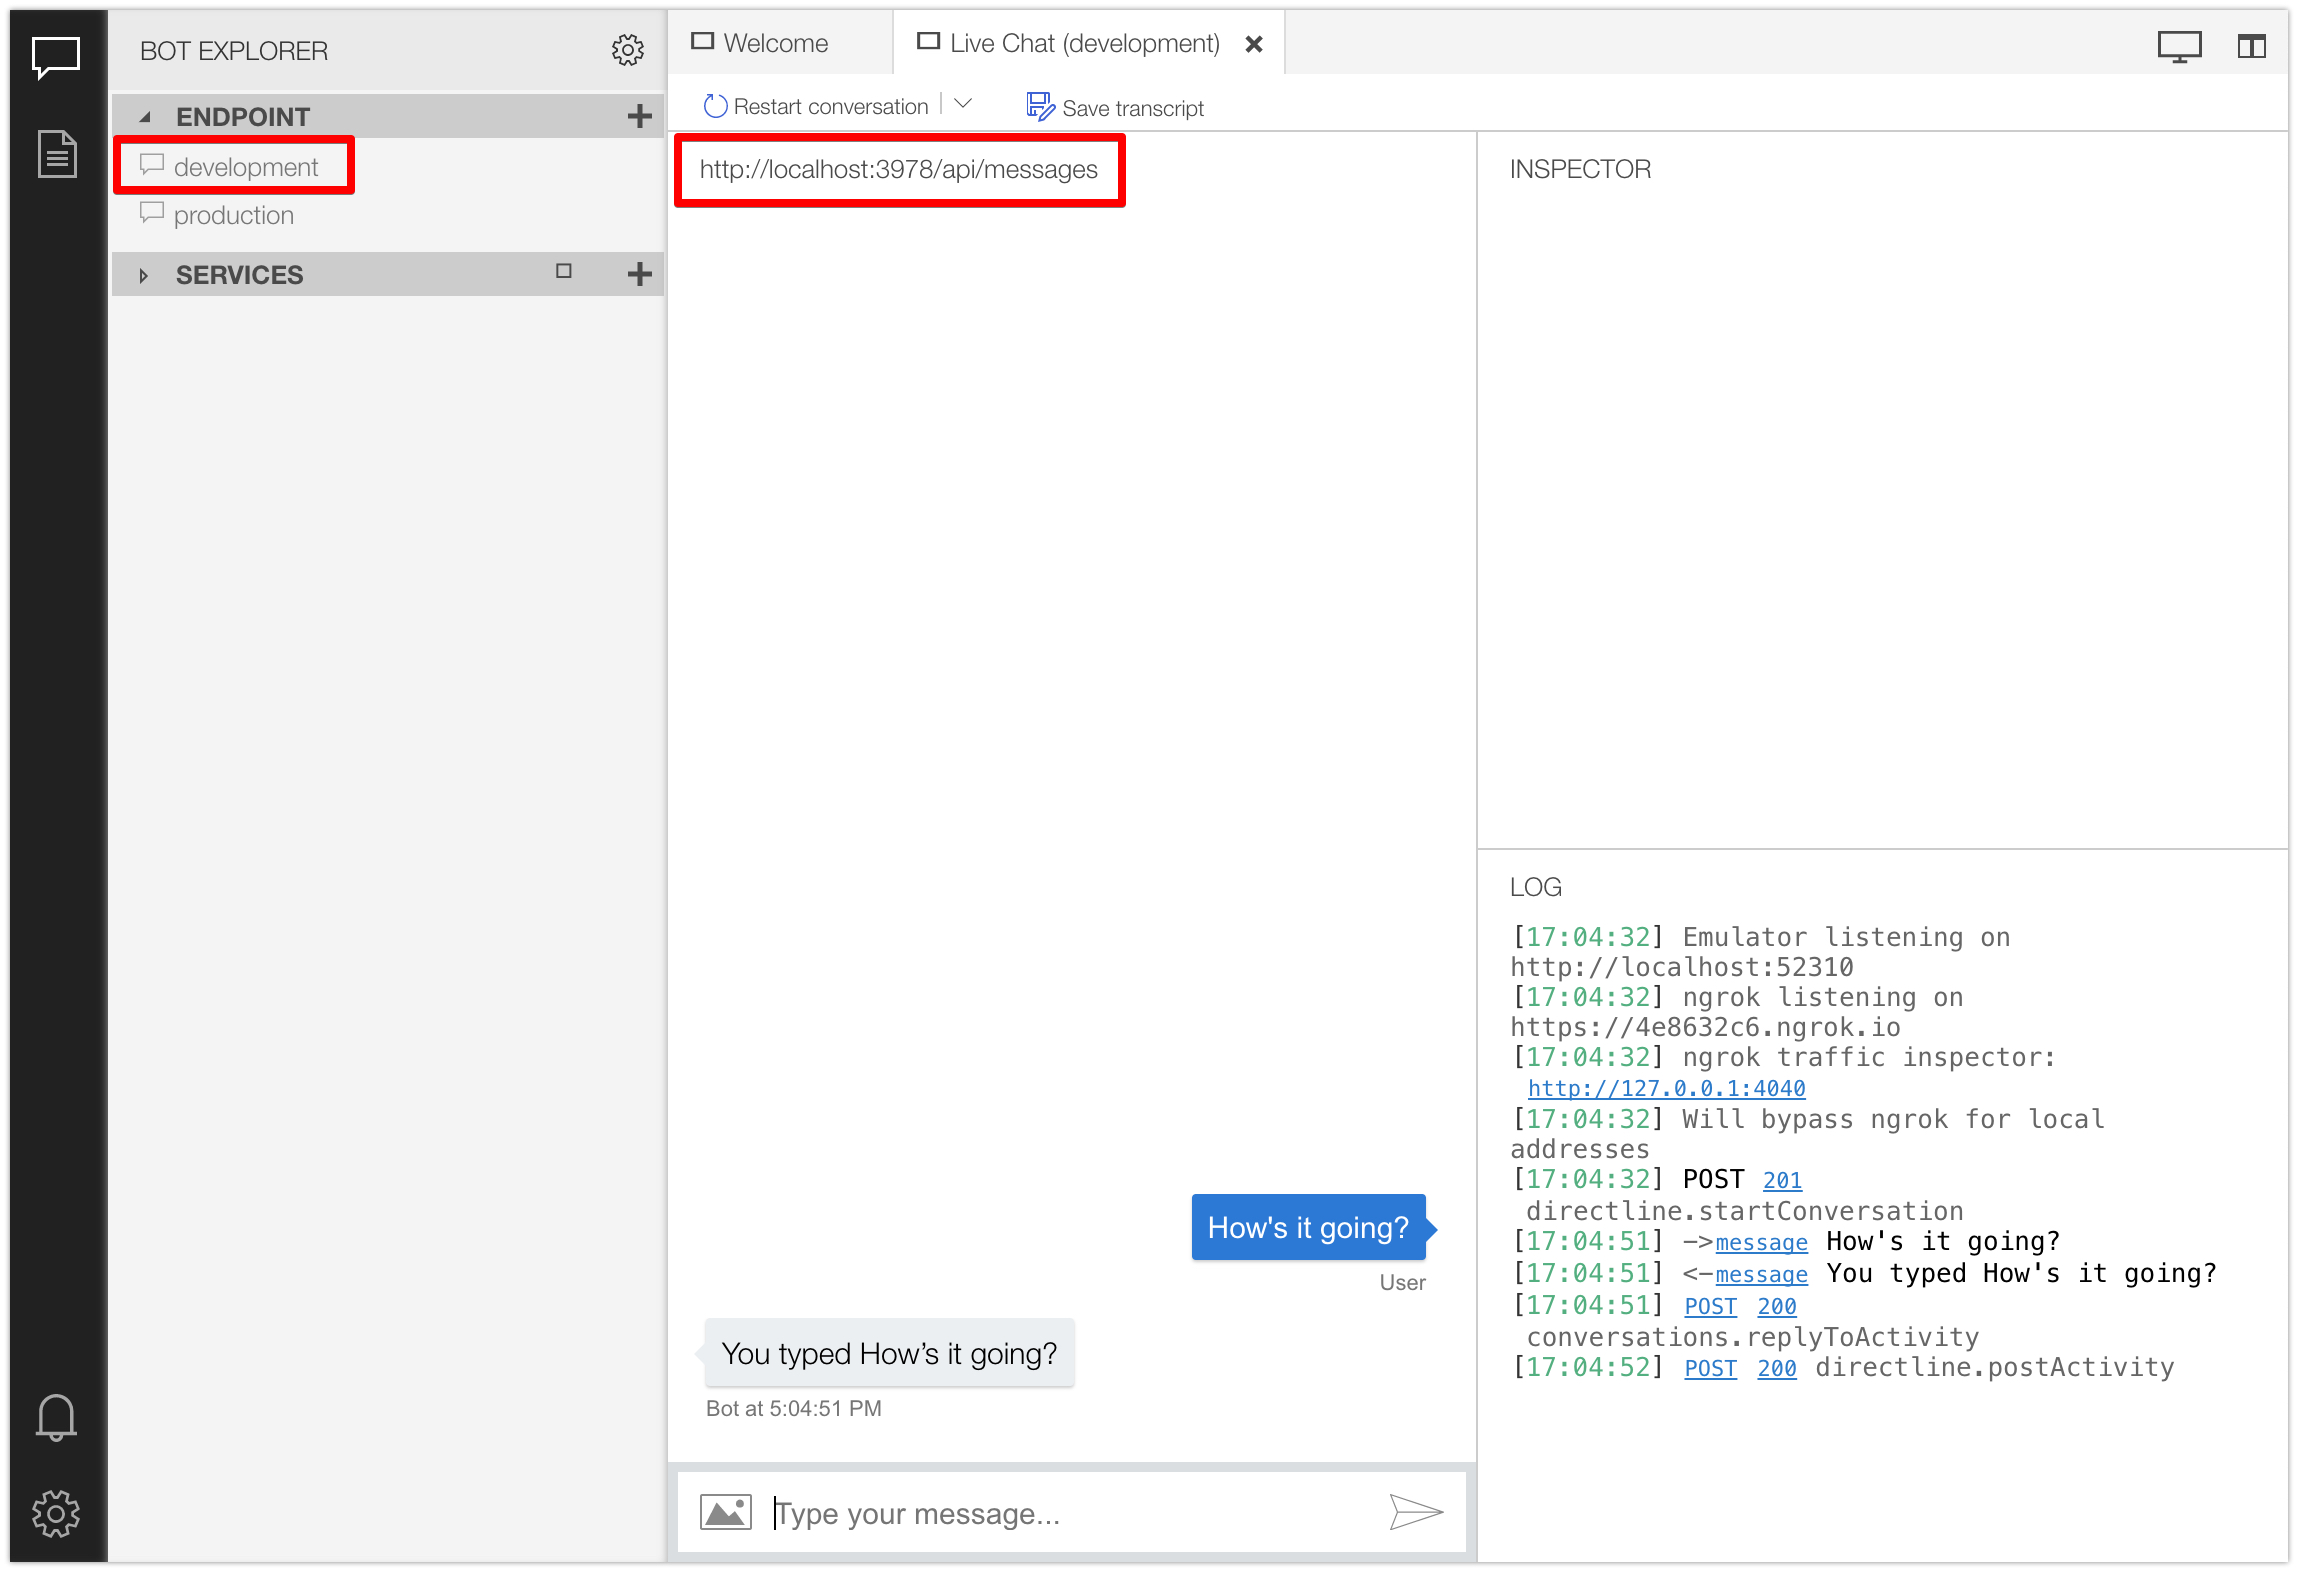 BOT EXPLORER
ENDPOINT
development
production
SERVICES
Welcome
Live Chat (development)
Restart conversation
Save transcript
http://localhost:3978/api/messages
How's it going?
User
You typed How’s it going?
Bot at 5:04:51 PM
Type your message...
INSPECTOR
LOG
[17:04:32] Emulator listening on
http://localhost:52310
[17:04:32] ngrok listening on
https://4e8632c6.ngrok.io
[17:04:32] ngrok traffic inspector:
http://127.0.0.1:4040
[17:04:32] Will bypass ngrok for local
addresses
[17:04:32] POST 201
directline.startConversation
[17:04:51] ->message How's it going?
[17:04:51] <-message You typed How's it going?
[17:04:51] POST 200
conversations.replyToActivity
[17:04:52] POST 200 directline.postActivity